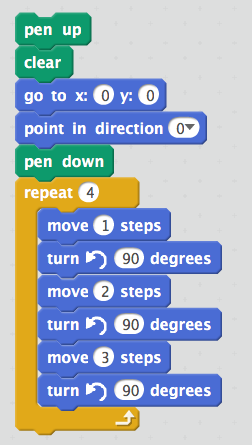 pen up
clear
go to x: 0 y: 0
point in direction 0
pen down
repeat 4
move 1 steps
turn 90 degrees
move 2 steps
turn 90 degrees
move 3 steps
turn 90 degrees